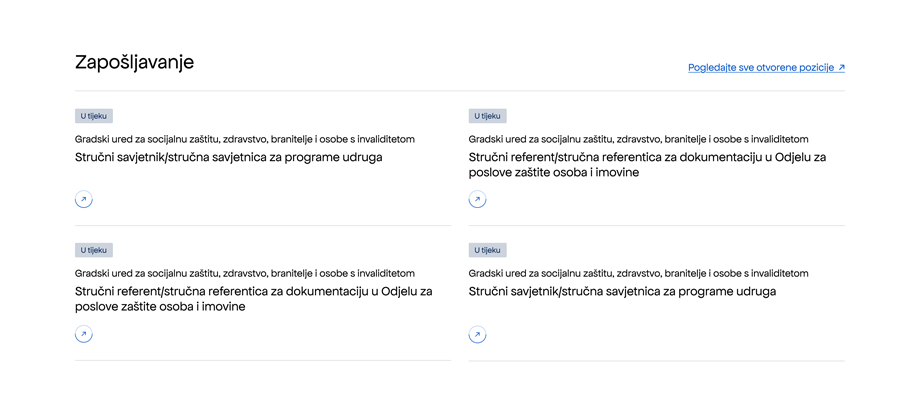 Zapošljavanje
Pogledajte sve otvorene pozicije ↗
U tijeku
Gradski ured za socijalnu zaštitu, zdravstvo, branitelje i osobe s invaliditetom
Stručni savjetnik/stručna savjetnica za programe udruga
U tijeku
Gradski ured za socijalnu zaštitu, zdravstvo, branitelje i osobe s invaliditetom
Stručni referent/stručna referentica za dokumentaciju u Odjelu za
poslove zaštite osoba i imovine
U tijeku
Gradski ured za socijalnu zaštitu, zdravstvo, branitelje i osobe s invaliditetom
Stručni referent/stručna referentica za dokumentaciju u Odjelu za
poslove zaštite osoba i imovine
U tijeku
Gradski ured za socijalnu zaštitu, zdravstvo, branitelje i osobe s invaliditetom
Stručni savjetnik/stručna savjetnica za programe udruga